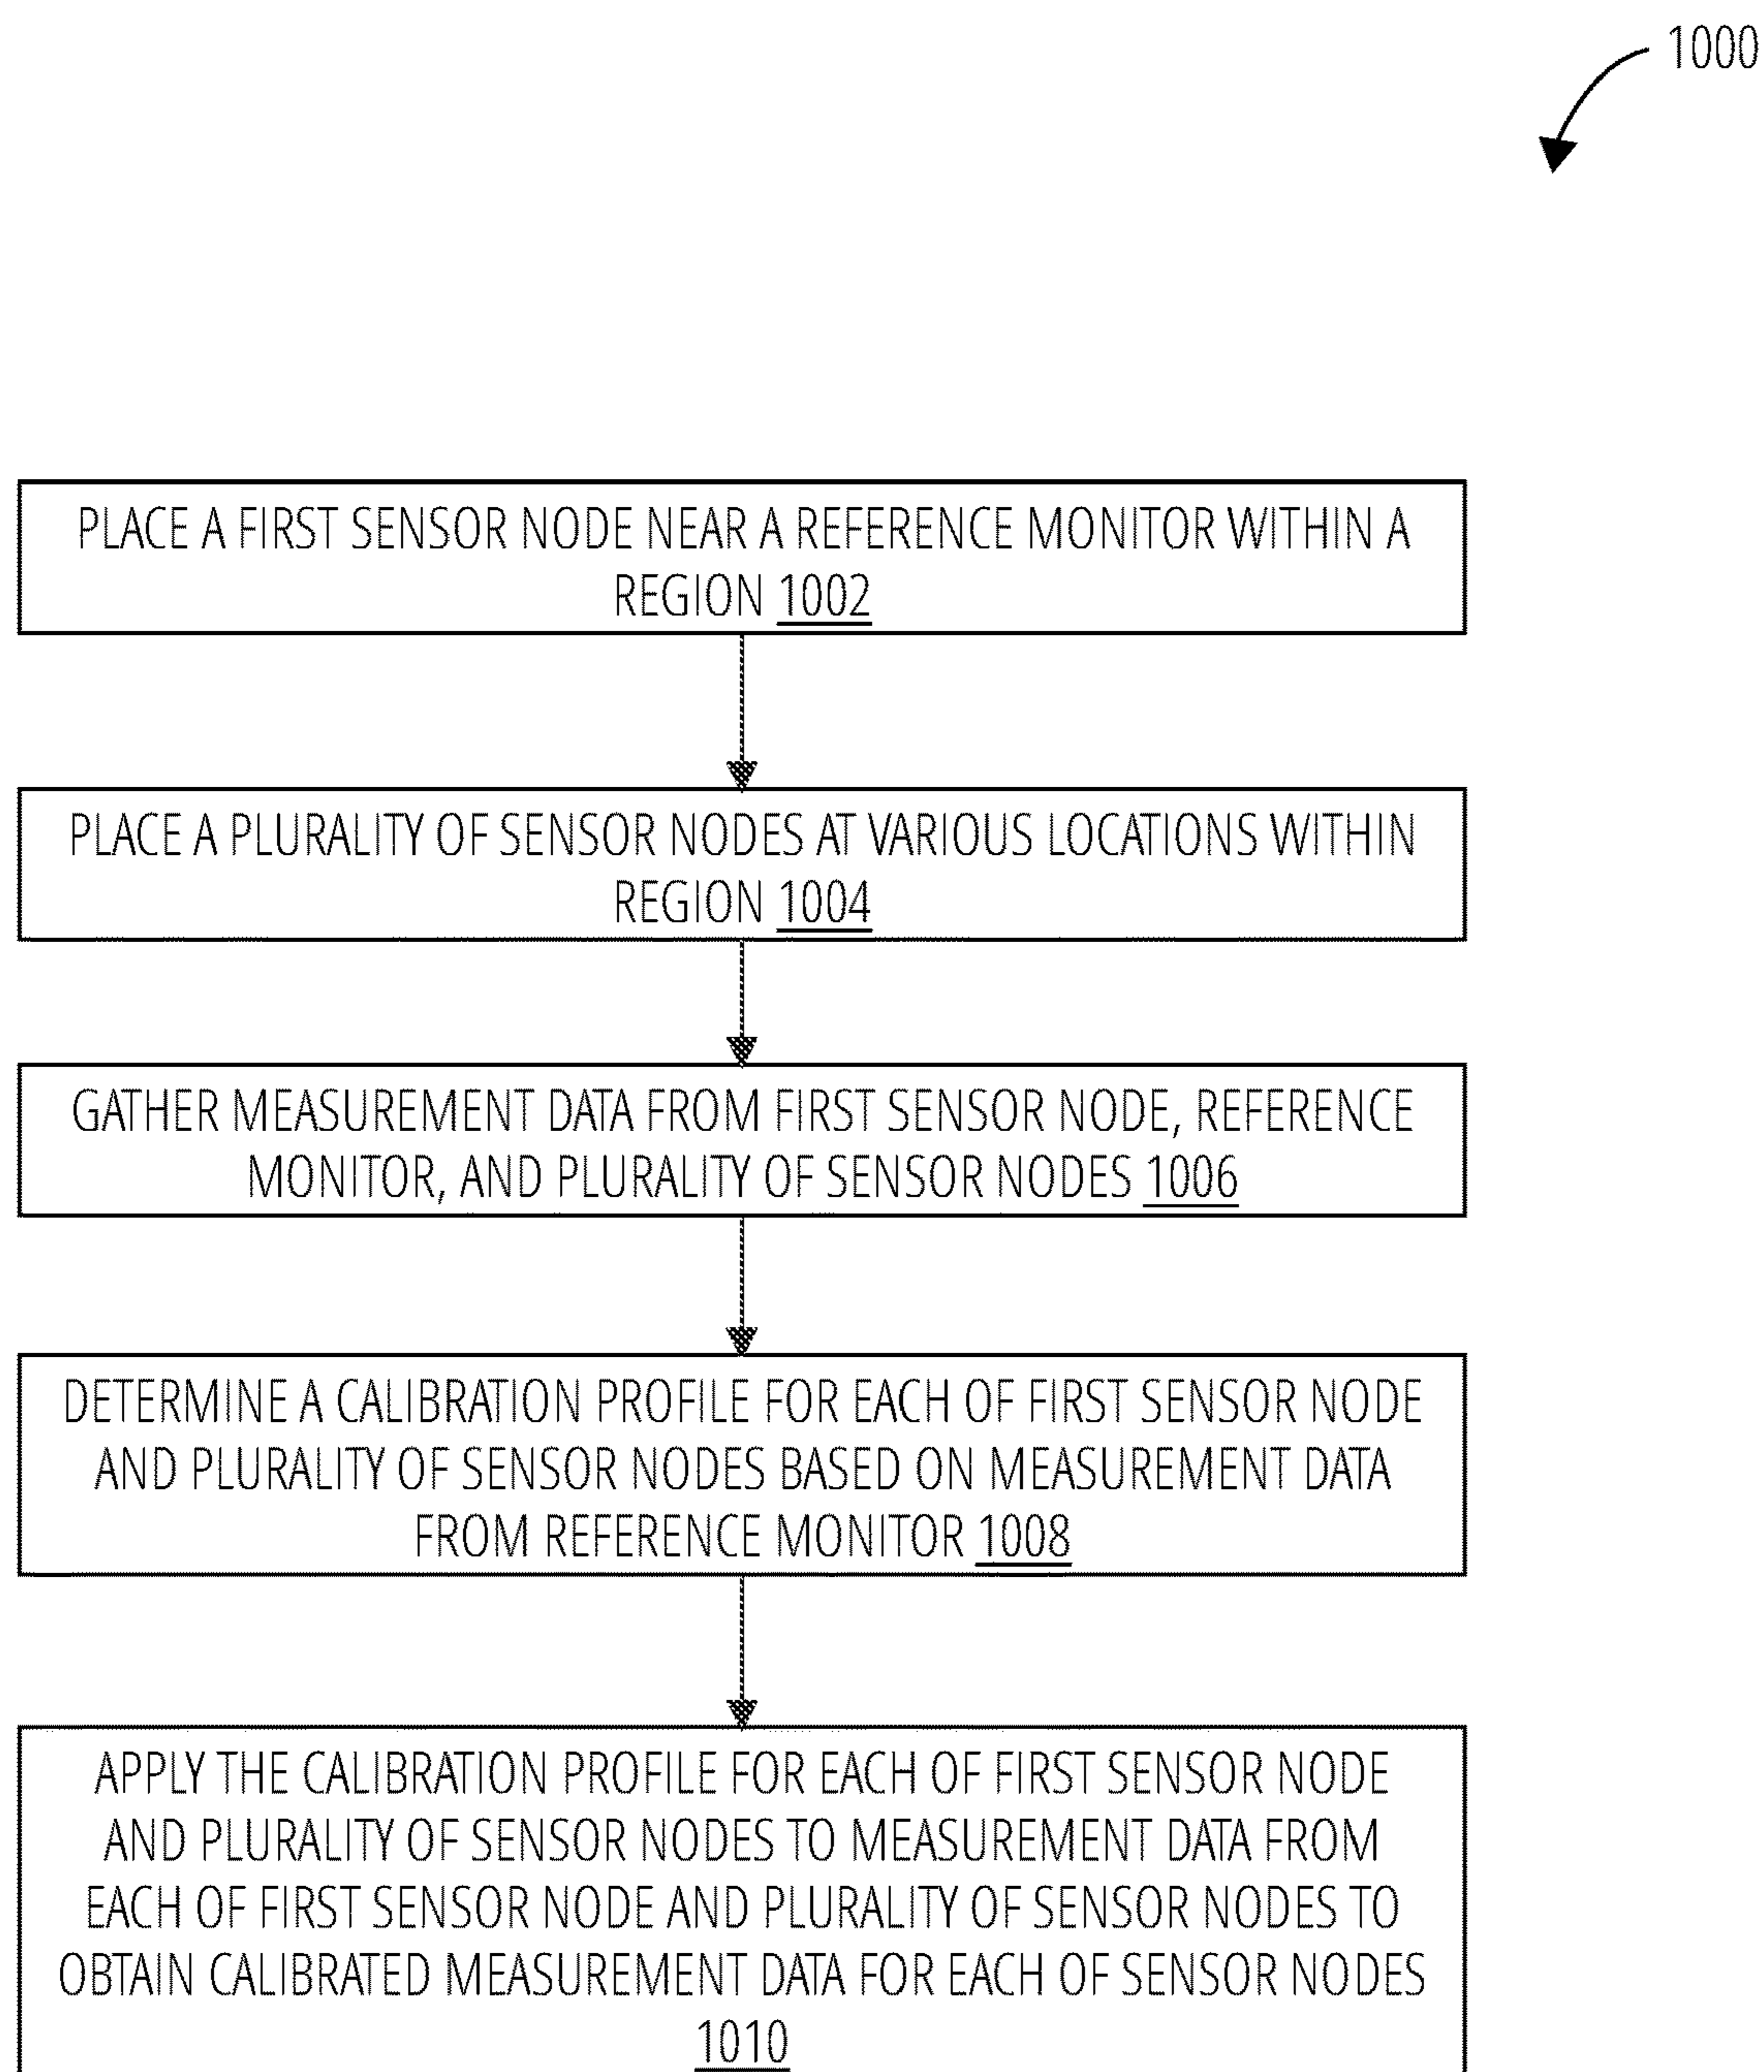 1000
PLACE A FIRST SENSOR NODE NEAR A REFERENCE MONITOR WITHIN A
REGION 1002
PLACE A PLURALITY OF SENSOR NODES AT VARIOUS LOCATIONS WITHIN
REGION 1004
GATHER MEASUREMENT DATA FROM FIRST SENSOR NODE, REFERENCE
MONITOR, AND PLURALITY OF SENSOR NODES 1006
DETERMINE A CALIBRATION PROFILE FOR EACH OF FIRST SENSOR NODE
AND PLURALITY OF SENSOR NODES BASED ON MEASUREMENT DATA
FROM REFERENCE MONITOR 1008
APPLY THE CALIBRATION PROFILE FOR EACH OF FIRST SENSOR NODE
AND PLURALITY OF SENSOR NODES TO MEASUREMENT DATA FROM
EACH OF FIRST SENSOR NODE AND PLURALITY OF SENSOR NODES TO
OBTAIN CALIBRATED MEASUREMENT DATA FOR EACH OF SENSOR NODES
1010